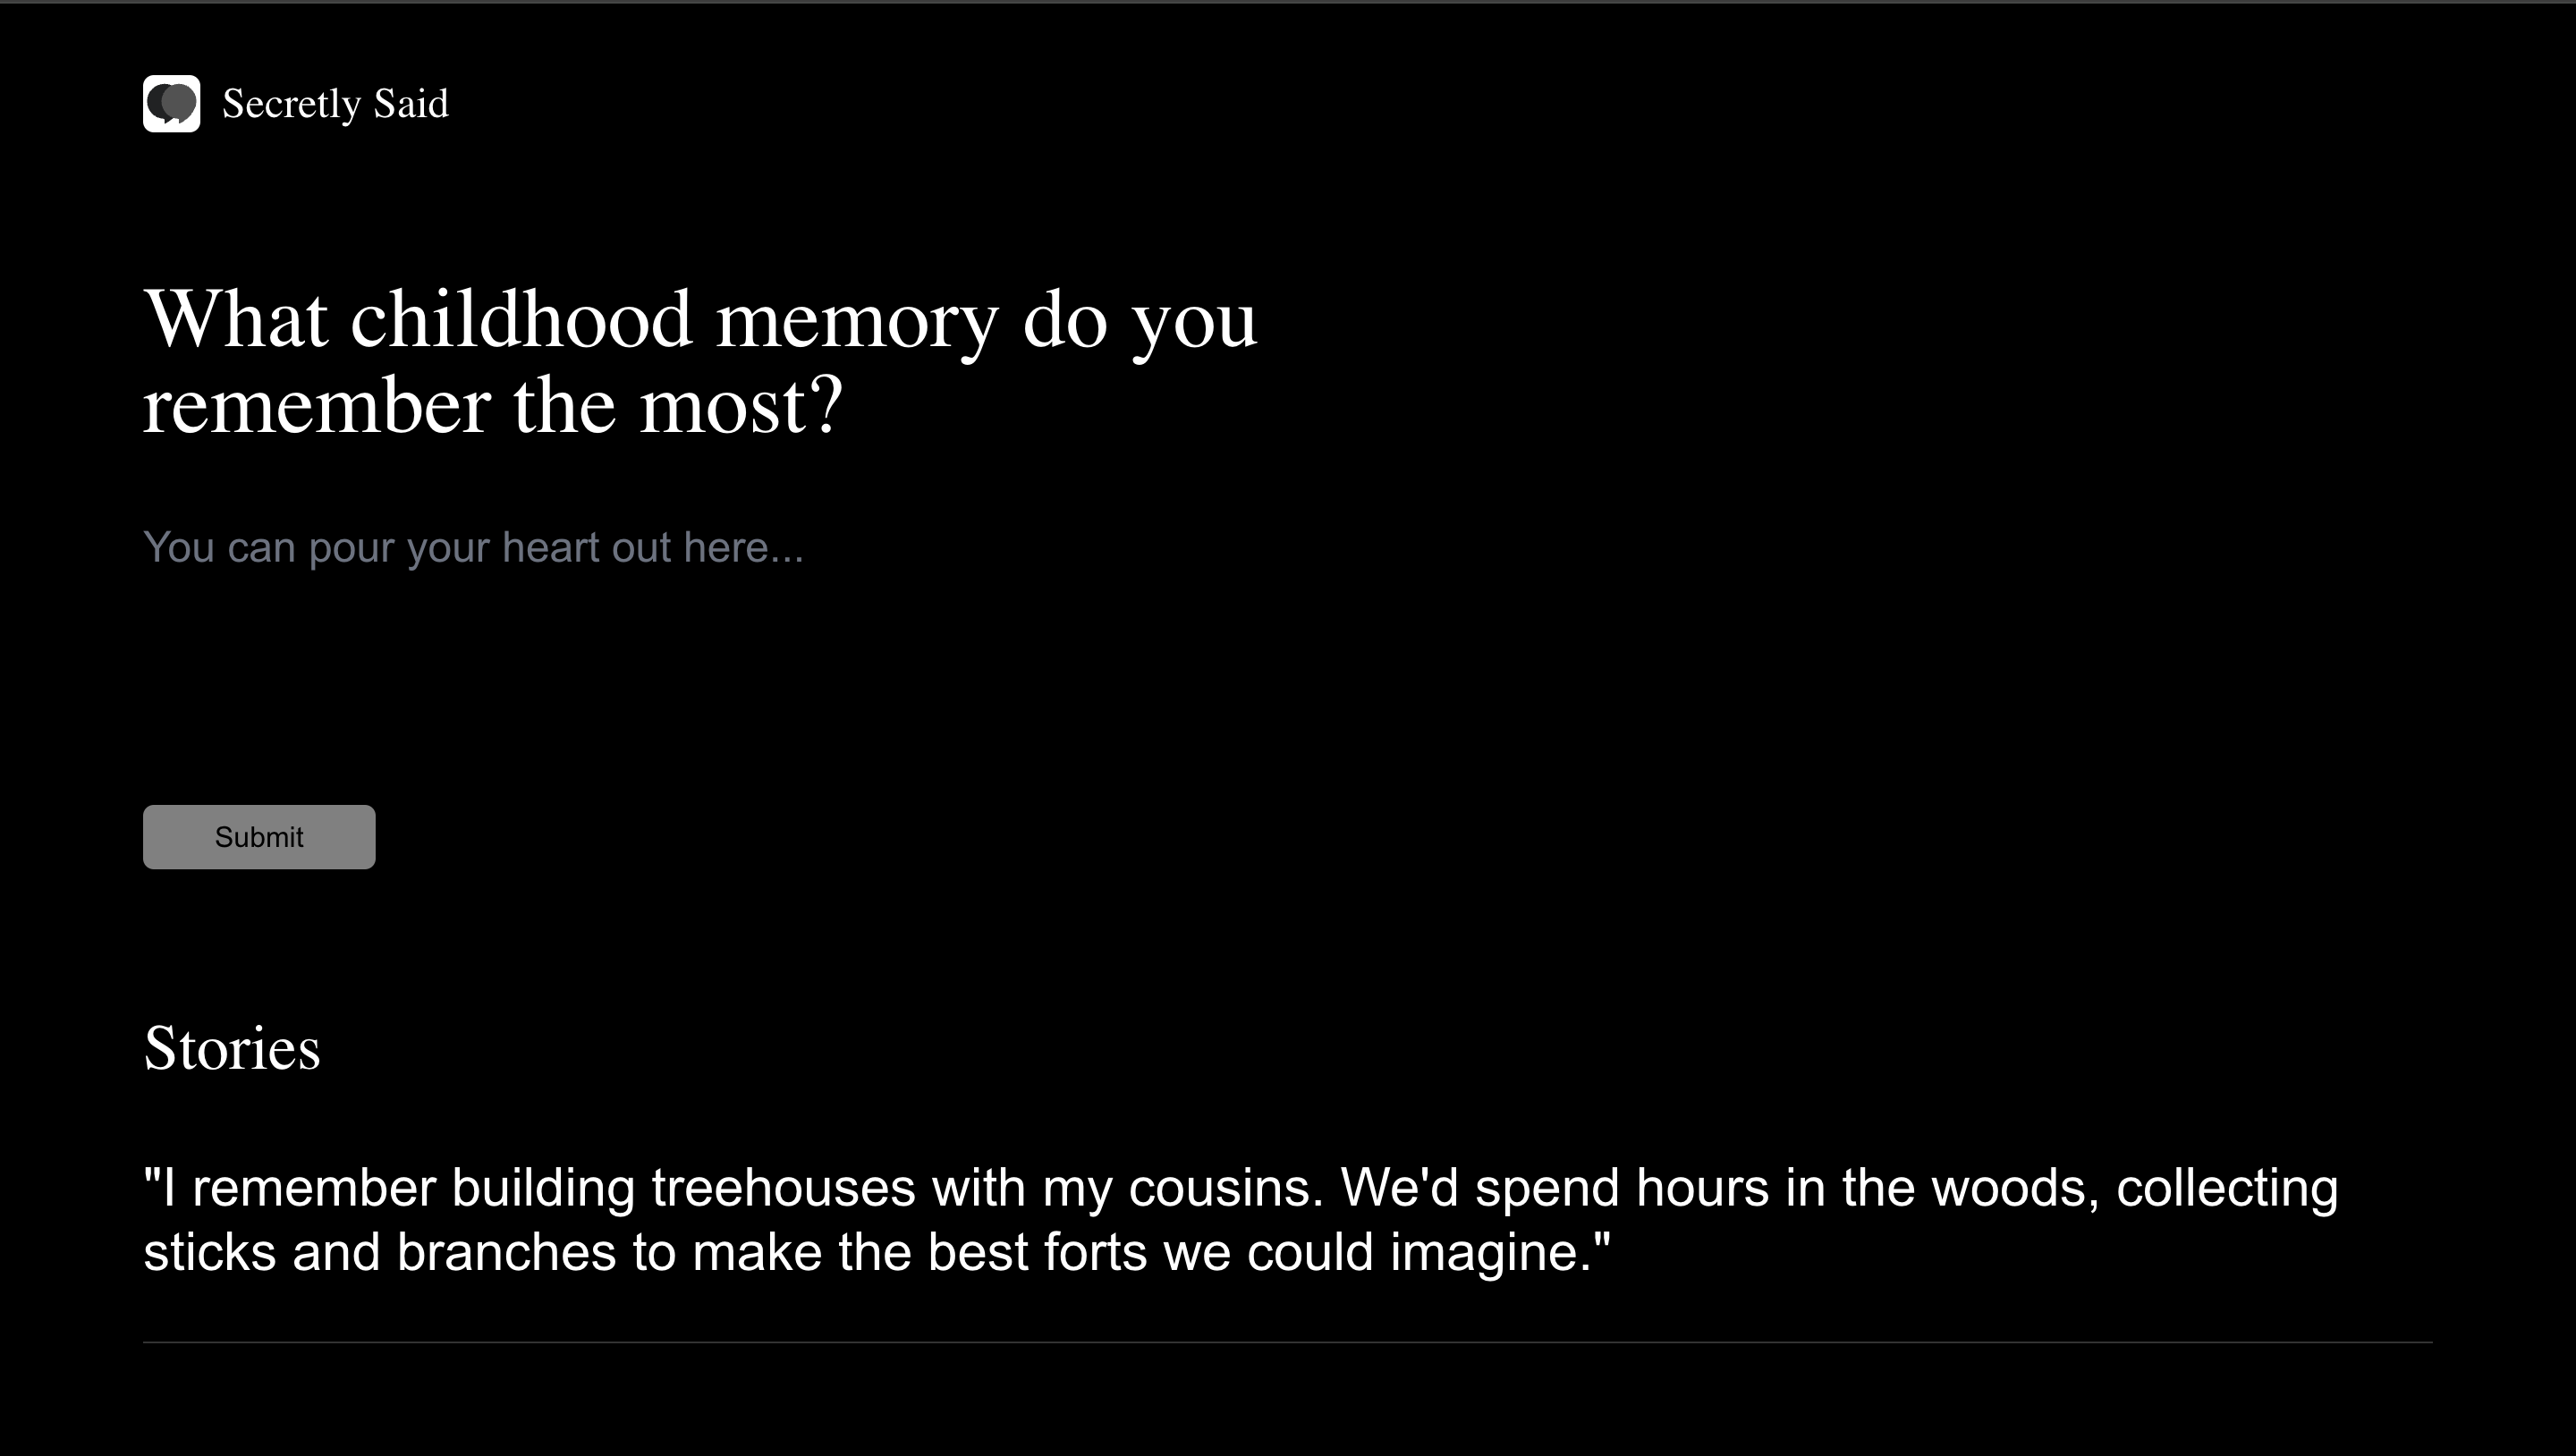 Secretly Said
What childhood memory do you
remember the most?
You can pour your heart out here...
Submit
Stories
"I remember building treehouses with my cousins. We'd spend hours in the woods, collecting
sticks and branches to make the best forts we could imagine."